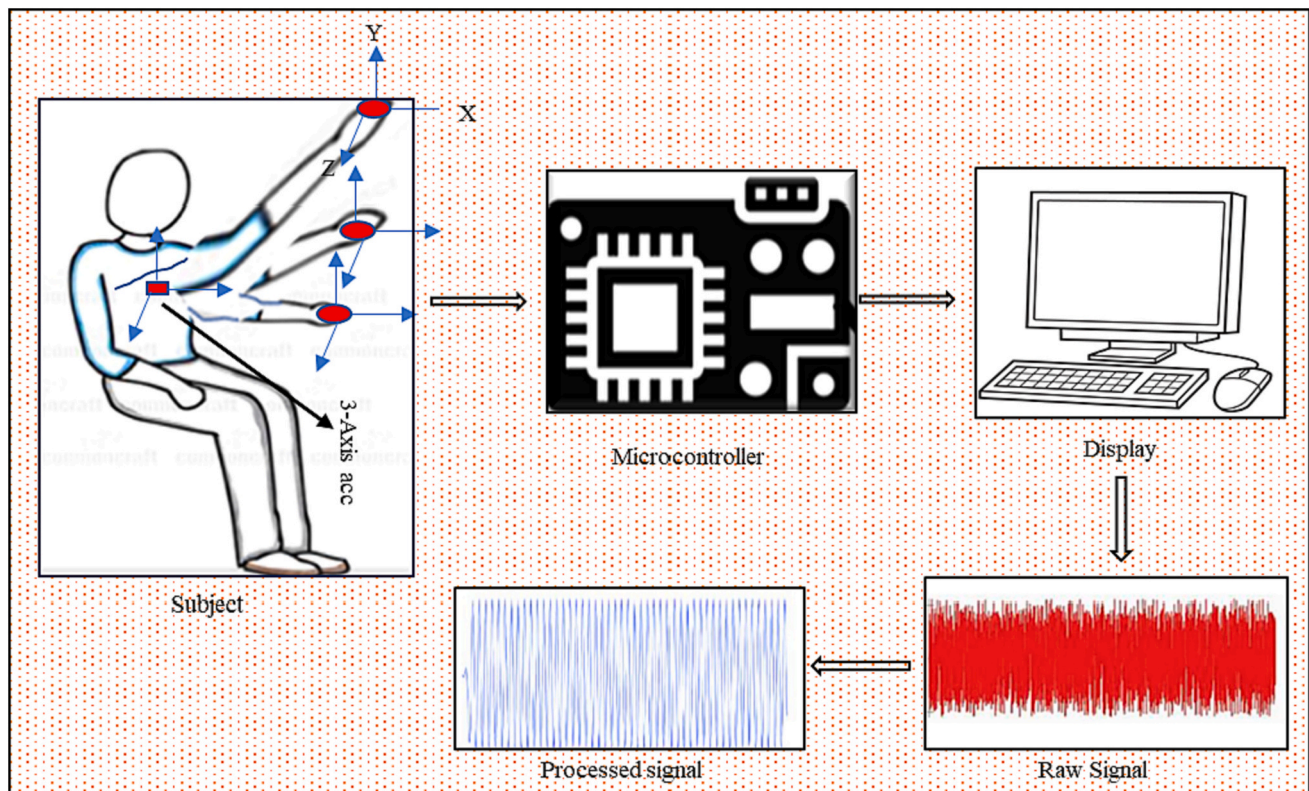 Y
X
Z
3-Axis acc
Microcontroller
Display
Subject
Processed signal
Raw Signal